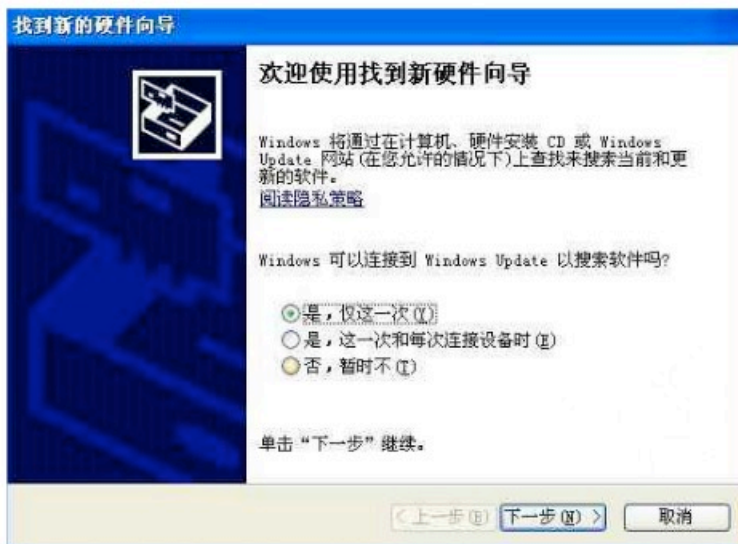 找到新的硬件向导
欢迎使用找到新硬件向导
Windows 将通过在计算机、硬件安装 CD 或 Windows
Update 网站(在您允许的情况下)上查找来搜索当前和更
新的软件。
阅读隐私策略
Windows 可以连接到 Windows Update 以搜索软件吗?
是，仅这一次(Y)
是，这一次和每次连接设备时(E)
否，暂时不(T)
单击“下一步”继续。
<上一步(B) 下一步(N) > 取消